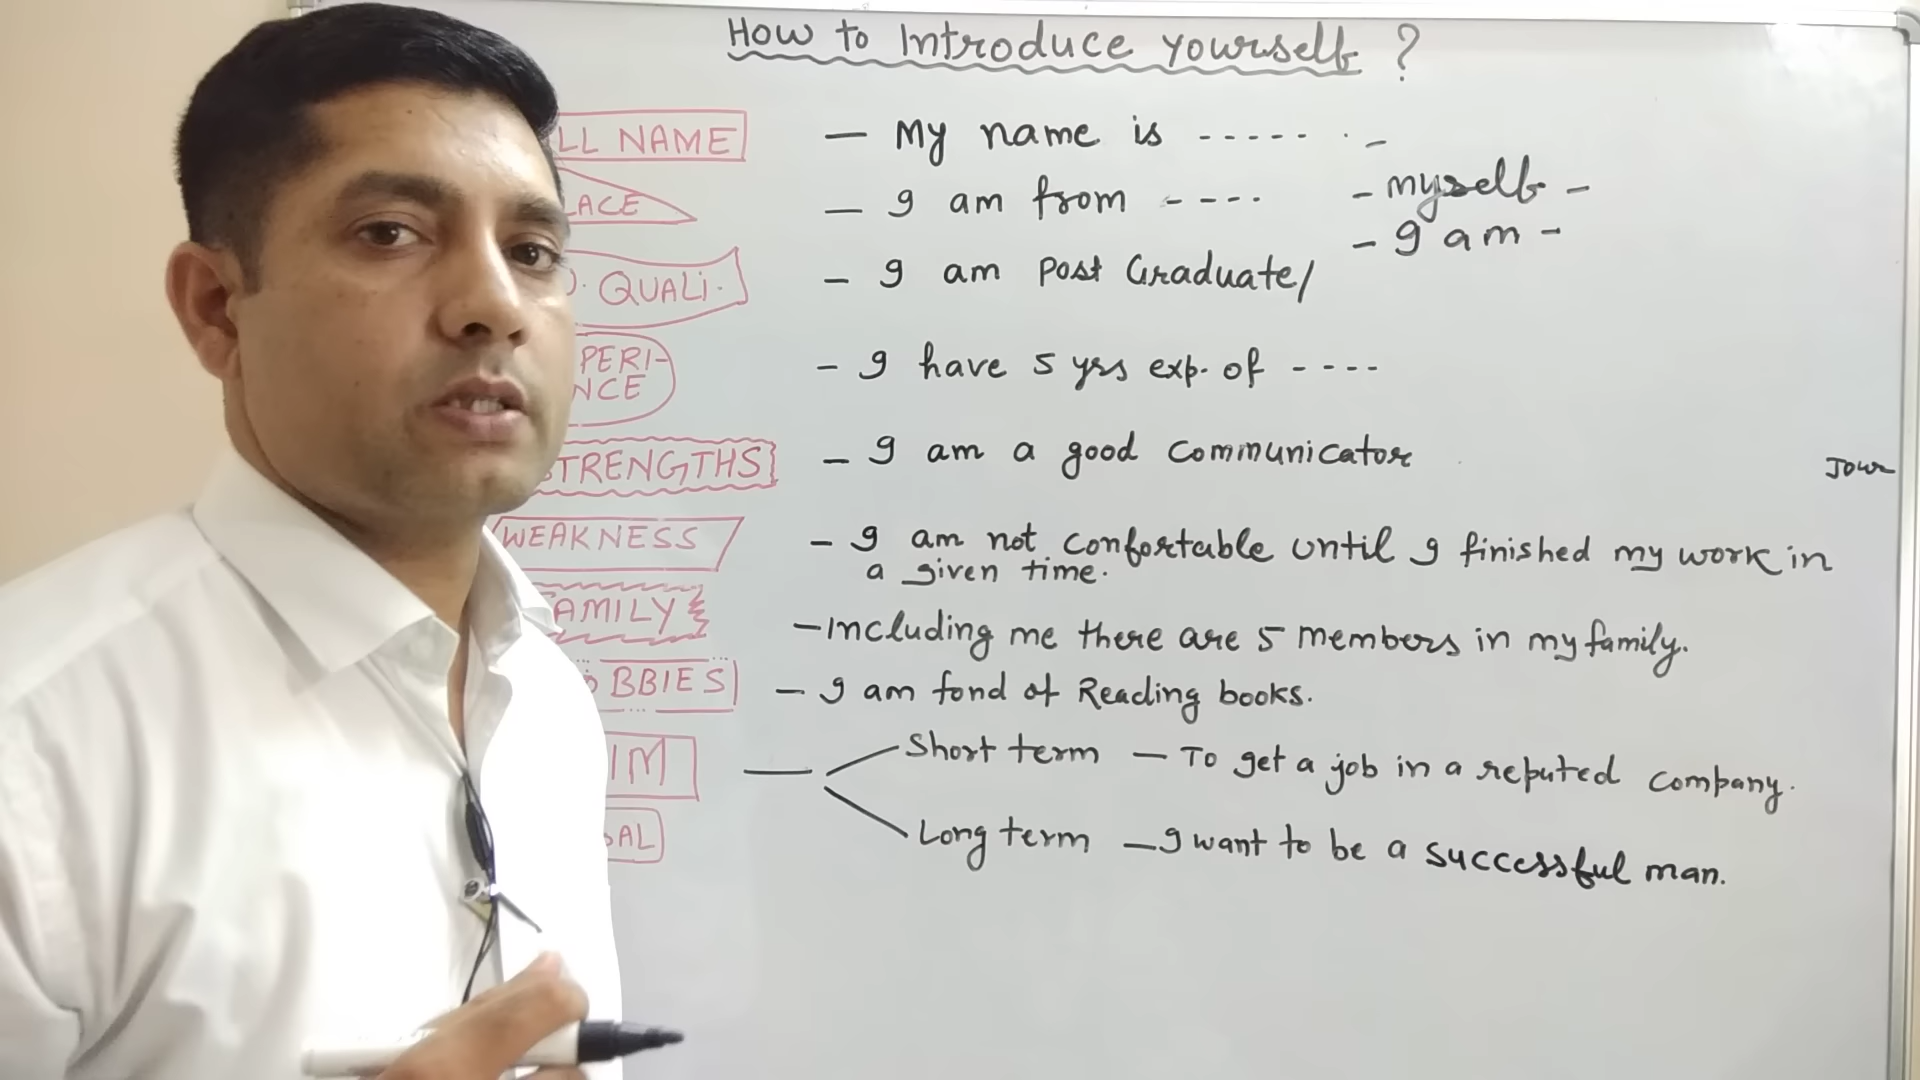 How to Introduce yourself ?
LL NAME — My name is ----- . -
- myself -
LACE — I am from ----
- I am -
D. QUALI. - I am Post Graduate/
PERI-
NCE - I have 5 yrs exp. of ----
STRENGTHS - I am a good communicator
Jour
WEAKNESS - I am not confortable until I finished my work in
a given time.
AMILY - Including me there are 5 members in my family.
OBBIES - I am fond of Reading books.
IM — Short term — To get a job in a reputed company.
OAL Long term — I want to be a successful man.